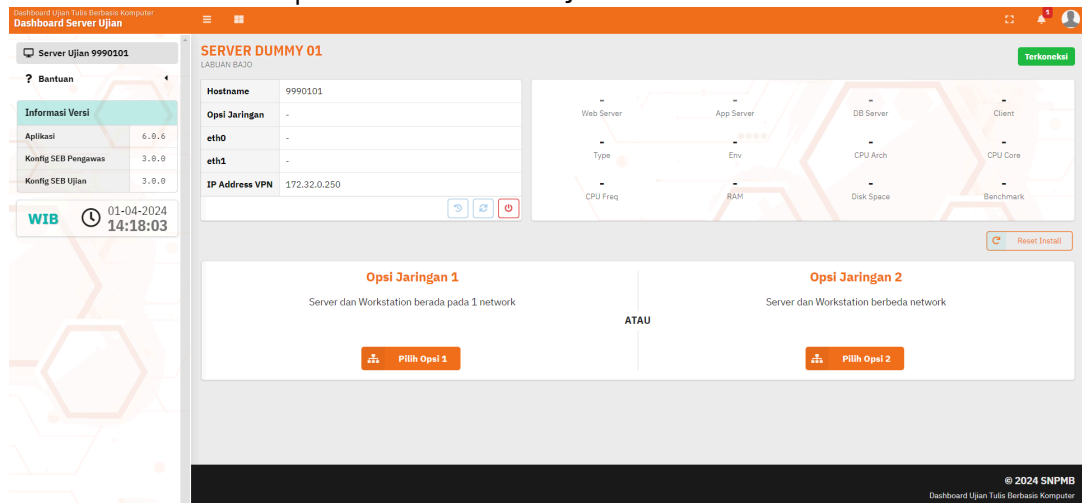 Dashboard Ujian Tulis Berbasis Komputer
Dashboard Server Ujian
1
Server Ujian 9990101
? Bantuan
Informasi Versi
Aplikasi 6.0.6
Konfig SEB Pengawas 3.0.0
Konfig SEB Ujian 3.0.0
WIB 01-04-2024
14:18:03
SERVER DUMMY 01
LABUAN BAJO
Terkoneksi
Hostname 9990101
Opsi Jaringan -
eth0 -
eth1 -
IP Address VPN 172.32.0.250
- - - -
Web Server App Server DB Server Client
- - - -
Type Env CPU Arch CPU Core
- - - -
CPU Freq RAM Disk Space Benchmark
Reset Install
Opsi Jaringan 1
Server dan Workstation berada pada 1 network
Pilih Opsi 1
ATAU
Opsi Jaringan 2
Server dan Workstation berbeda network
Pilih Opsi 2
© 2024 SNPMB
Dashboard Ujian Tulis Berbasis Komputer